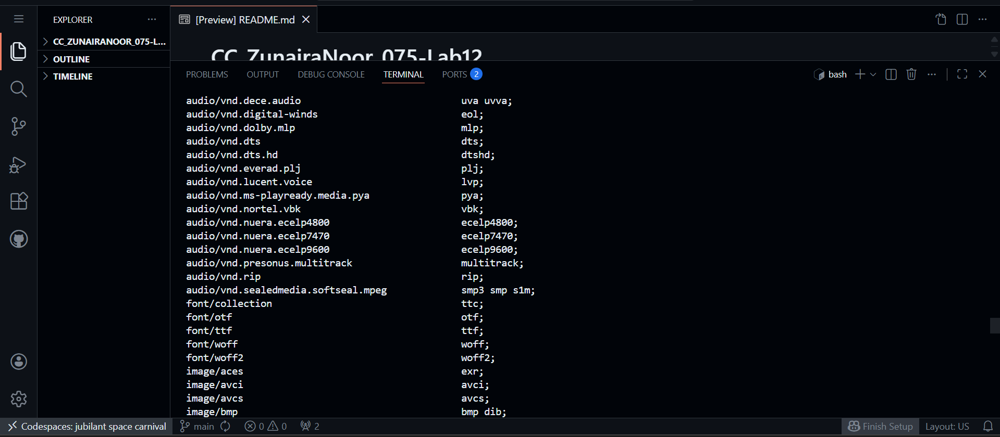 EXPLORER
[Preview] README.md
CC_ZUNAIRANOOR_075-L...
OUTLINE
TIMELINE
CC_ZunairaNoor_075-Lab12
PROBLEMS OUTPUT DEBUG CONSOLE TERMINAL PORTS 2
bash
audio/vnd.dece.audio uva uvva;
audio/vnd.digital-winds eol;
audio/vnd.dolby.mlp mlp;
audio/vnd.dts dts;
audio/vnd.dts.hd dtshd;
audio/vnd.everad.plj plj;
audio/vnd.lucent.voice lvp;
audio/vnd.ms-playready.media.pya pya;
audio/vnd.nortel.vbk vbk;
audio/vnd.nuera.ecelp4800 ecelp4800;
audio/vnd.nuera.ecelp7470 ecelp7470;
audio/vnd.nuera.ecelp9600 ecelp9600;
audio/vnd.presonus.multitrack multitrack;
audio/vnd.rip rip;
audio/vnd.sealedmedia.softseal.mpeg smp3 smp s1m;
font/collection ttc;
font/otf otf;
font/ttf ttf;
font/woff woff;
font/woff2 woff2;
image/aces exr;
image/avci avci;
image/avcs avcs;
image/bmp bmp dib;
Codespaces: jubilant space carnival main 0 0 2 Finish Setup Layout: US